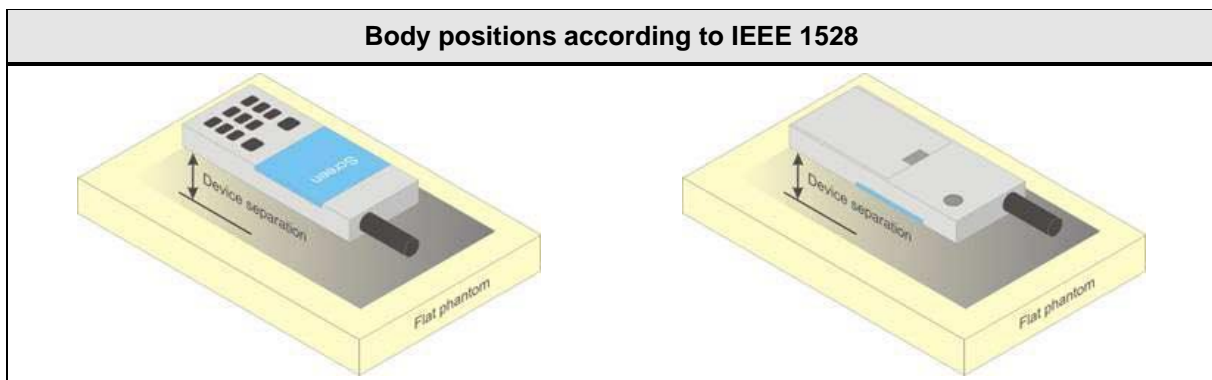 Body positions according to IEEE 1528
Screen
Device separation
Flat phantom
Device separation
Flat phantom